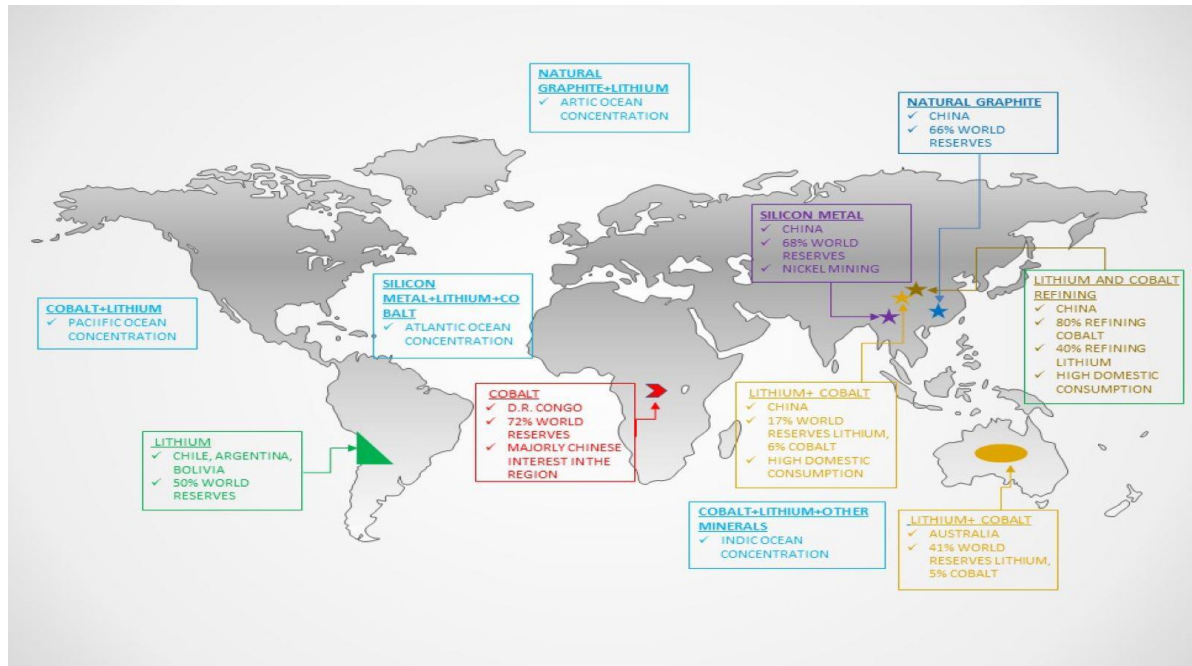 NATURAL
GRAPHITE+LITHIUM
✓ ARTIC OCEAN
CONCENTRATION
NATURAL GRAPHITE
✓ CHINA
✓ 66% WORLD
RESERVES
SILICON METAL
✓ CHINA
✓ 68% WORLD
RESERVES
✓ NICKEL MINING
LITHIUM AND COBALT
REFINING
✓ CHINA
✓ 80% REFINING
COBALT
✓ 40% REFINING
LITHIUM
✓ HIGH DOMESTIC
CONSUMPTION
SILICON
METAL+LITHIUM+CO
BALT
✓ ATLANTIC OCEAN
CONCENTRATION
COBALT+LITHIUM
✓ PACIIFIC OCEAN
CONCENTRATION
COBALT
✓ D.R. CONGO
✓ 72% WORLD
RESERVES
✓ MAJORLY CHINESE
INTEREST IN THE
REGION
LITHIUM+ COBALT
✓ CHINA
✓ 17% WORLD
RESERVES LITHIUM,
6% COBALT
✓ HIGH DOMESTIC
CONSUMPTION
LITHIUM
✓ CHILE, ARGENTINA,
BOLIVIA
✓ 50% WORLD
RESERVES
COBALT+LITHIUM+OTHER
MINERALS
✓ INDIC OCEAN
CONCENTRATION
LITHIUM+ COBALT
✓ AUSTRALIA
✓ 41% WORLD
RESERVES LITHIUM,
5% COBALT